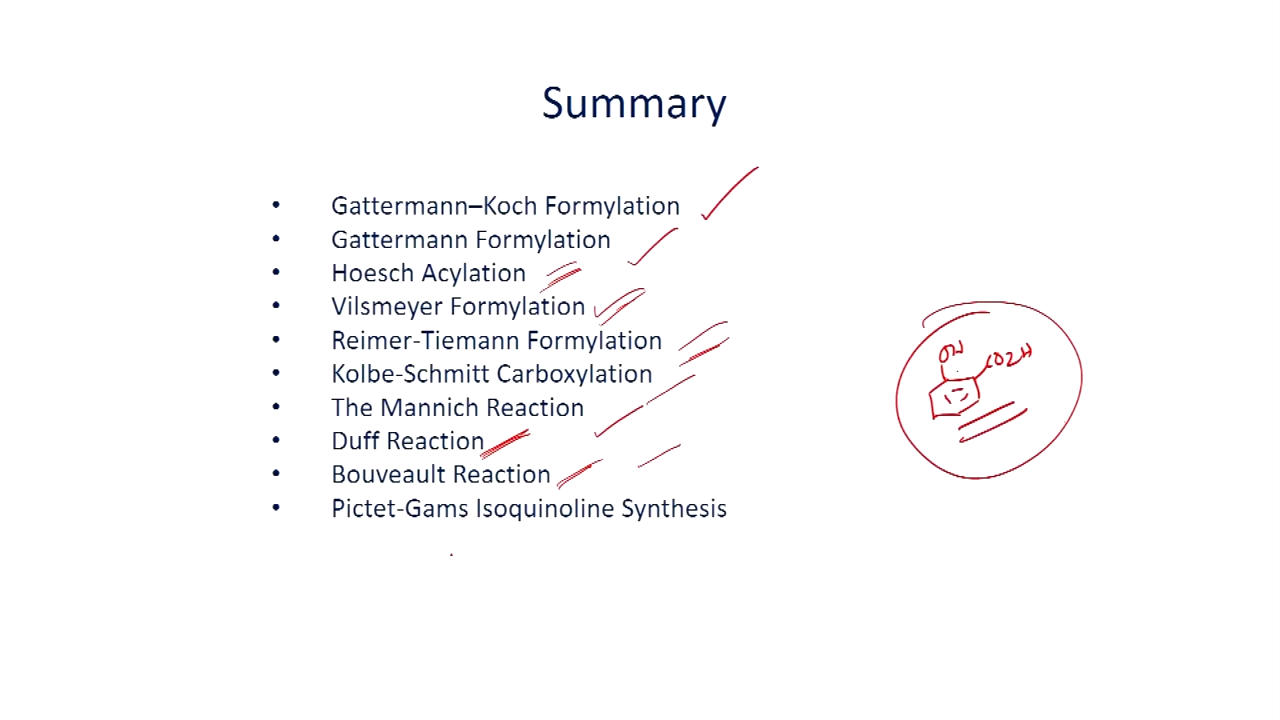 Summary
• Gattermann–Koch Formylation
• Gattermann Formylation
• Hoesch Acylation
• Vilsmeyer Formylation
• Reimer-Tiemann Formylation
• Kolbe-Schmitt Carboxylation
• The Mannich Reaction
• Duff Reaction
• Bouveault Reaction
• Pictet-Gams Isoquinoline Synthesis
OH
CO2H